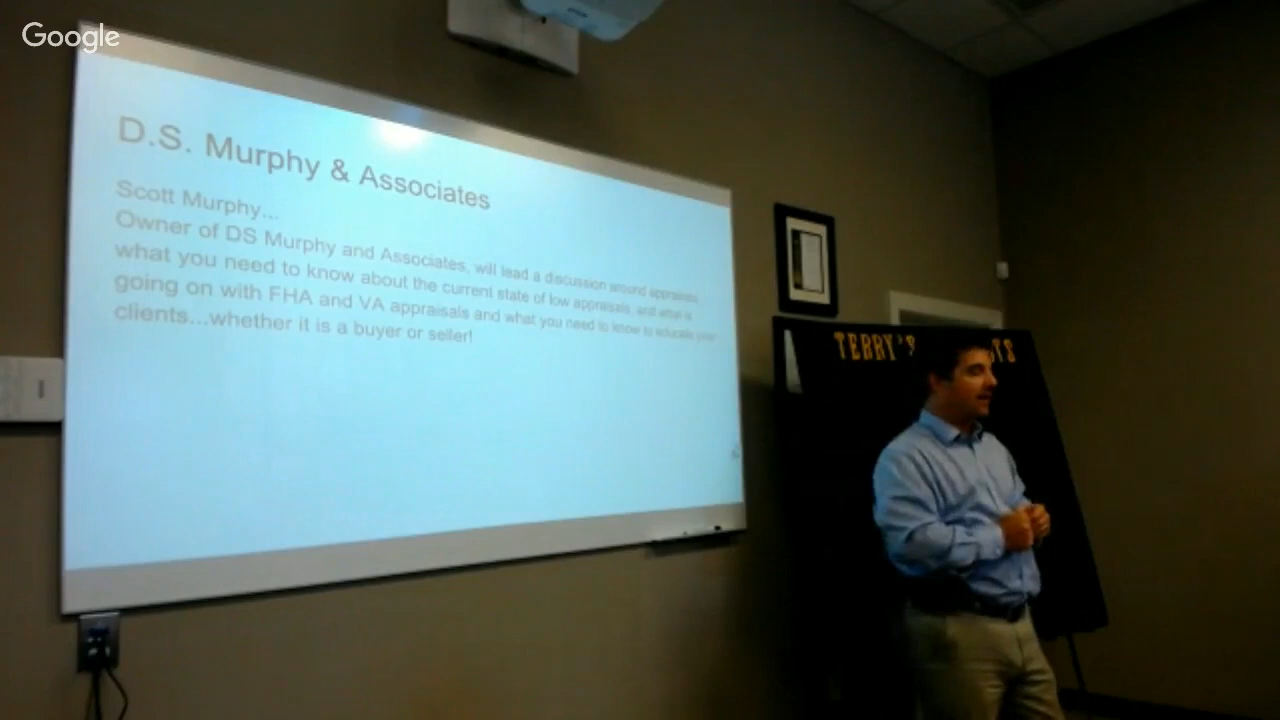 Google
D.S. Murphy & Associates
Scott Murphy...
Owner of DS Murphy and Associates, will lead a discussion around appraisals
what you need to know about the current state of low appraisals, and what is
going on with FHA and VA appraisals and what you need to know to educate your
clients...whether it is a buyer or seller!
TERRY'S